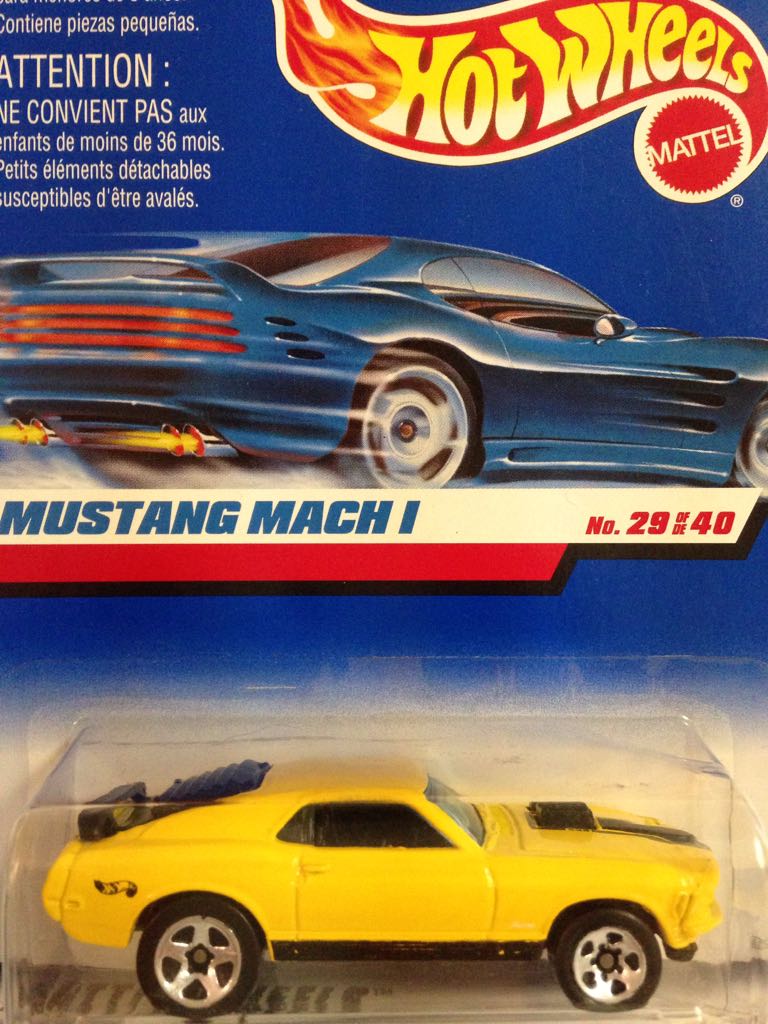 Contiene piezas pequeñas.
ATTENTION :
NE CONVIENT PAS aux
enfants de moins de 36 mois.
Petits éléments détachables
susceptibles d'être avalés.
HOT WHEELS
MATTEL
®
MUSTANG MACH I
No. 29 OF DE 40